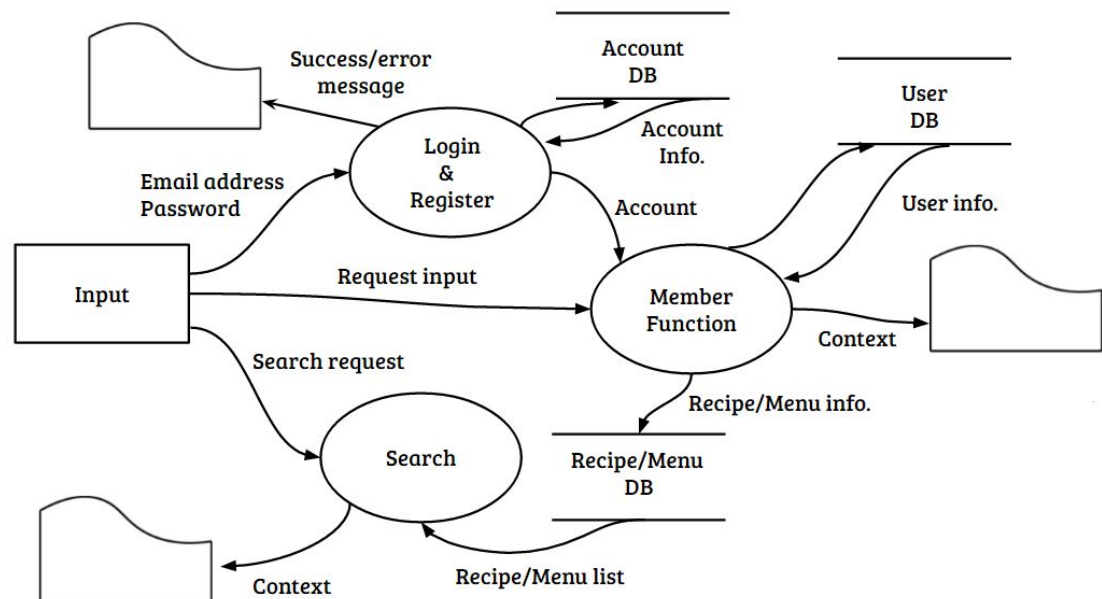 Success/error
message
Account
DB
User
DB
Account
Info.
Login
&
Register
Email address
Password
Account
User info.
Input
Request input
Member
Function
Context
Search request
Recipe/Menu info.
Search
Recipe/Menu
DB
Context
Recipe/Menu list